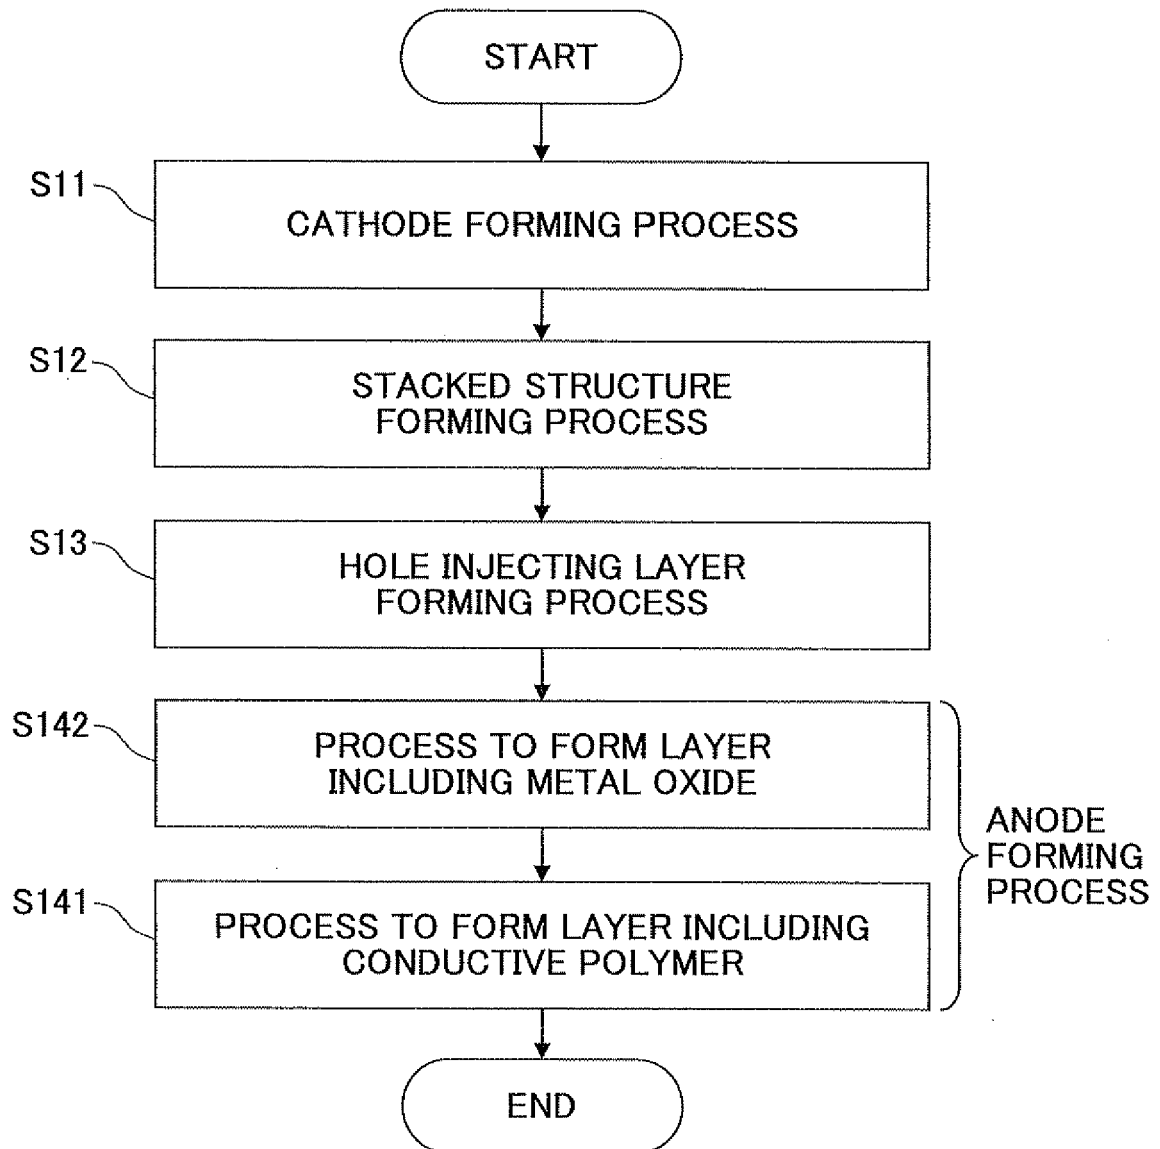 START
S11
CATHODE FORMING PROCESS
S12
STACKED STRUCTURE
FORMING PROCESS
S13
HOLE INJECTING LAYER
FORMING PROCESS
S142
PROCESS TO FORM LAYER
INCLUDING METAL OXIDE
S141
PROCESS TO FORM LAYER INCLUDING
CONDUCTIVE POLYMER
ANODE
FORMING
PROCESS
END